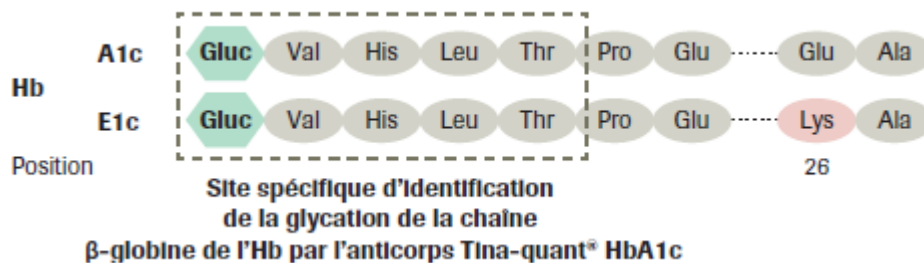 A1c Gluc Val His Leu Thr Pro Glu Glu Ala
Hb
E1c Gluc Val His Leu Thr Pro Glu Lys Ala
Position 26
Site spécifique d'identification
de la glycation de la chaîne
β-globine de l'Hb par l'anticorps Tina-quant® HbA1c